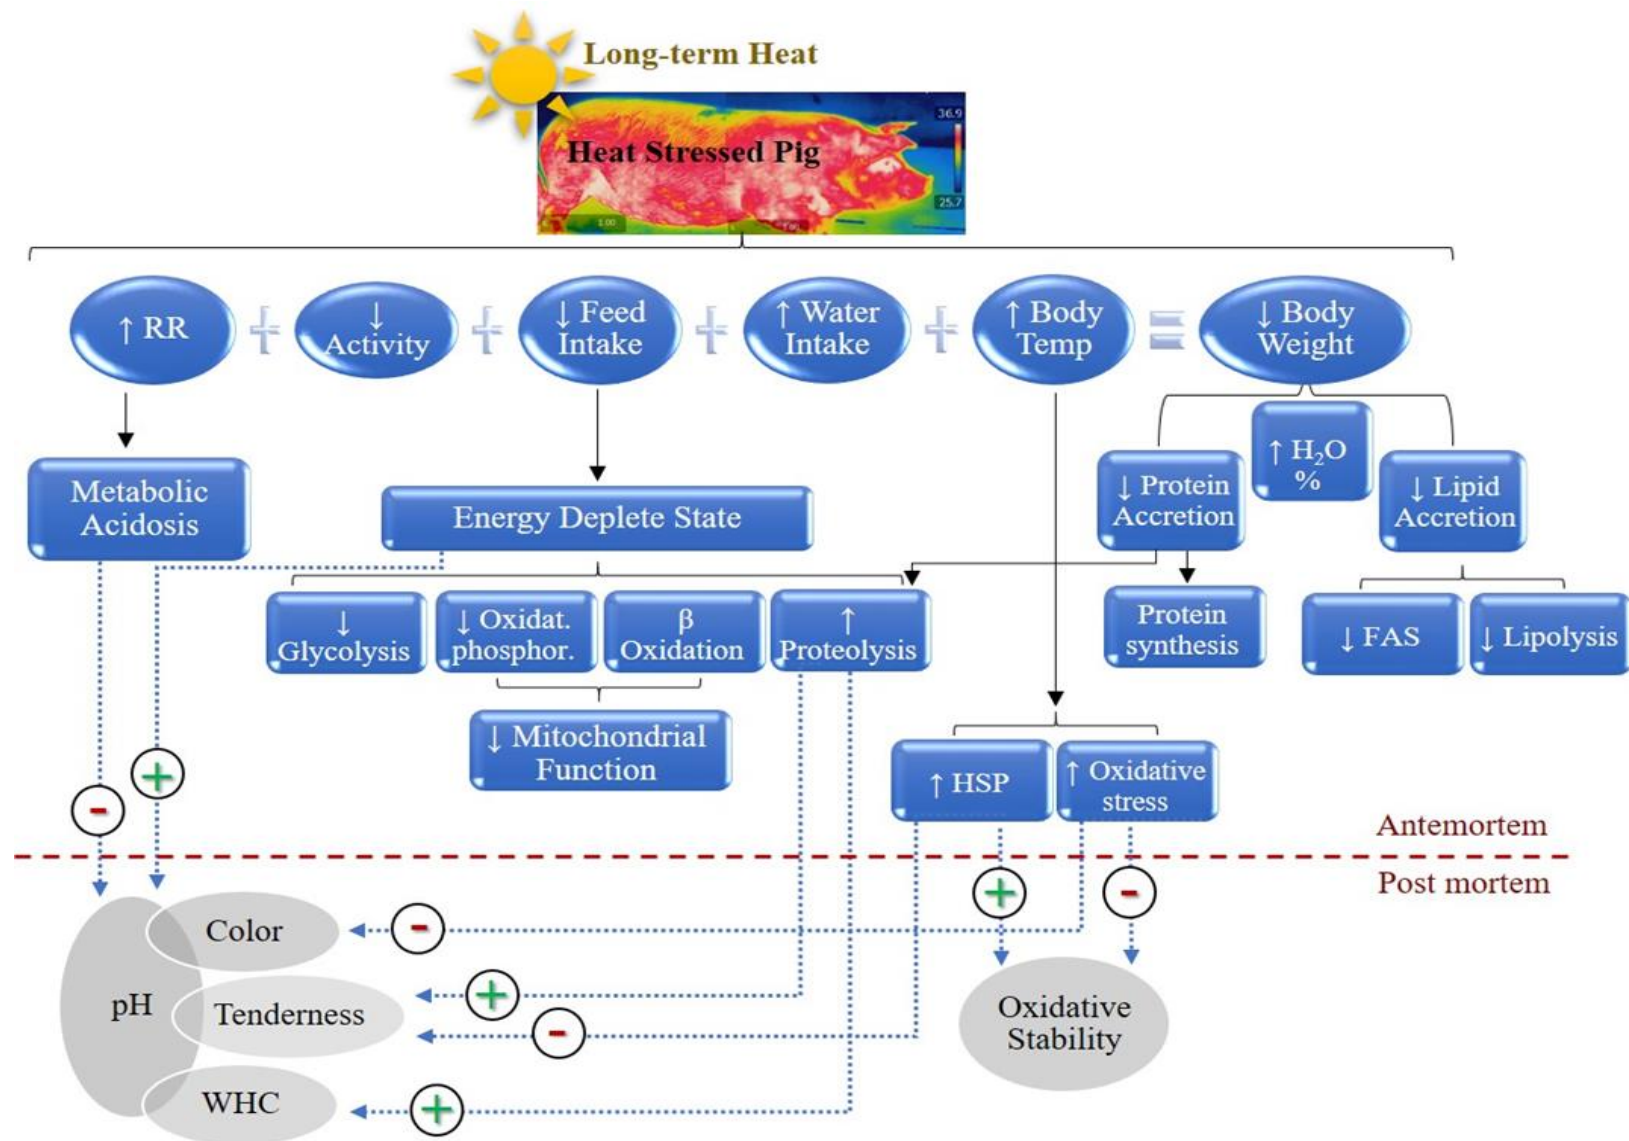 Long-term Heat
36.9
Heat Stressed Pig
25.7
1.00
↑ RR
+
↓
Activity
+
↓ Feed
Intake
+
↑ Water
Intake
+
↑ Body
Temp
=
↓ Body
Weight
Metabolic
Acidosis
Energy Deplete State
↓ Protein
Accretion
↑ H₂O
%
↓ Lipid
Accretion
↓
Glycolysis
↓ Oxidat.
phosphor.
β
Oxidation
↑
Proteolysis
Protein
synthesis
↓ FAS
↓ Lipolysis
↓ Mitochondrial
Function
↑ HSP
↑ Oxidative
stress
+
-
Antemortem
Post mortem
+
-
Color
-
pH
Tenderness
+
-
WHC
+
Oxidative
Stability